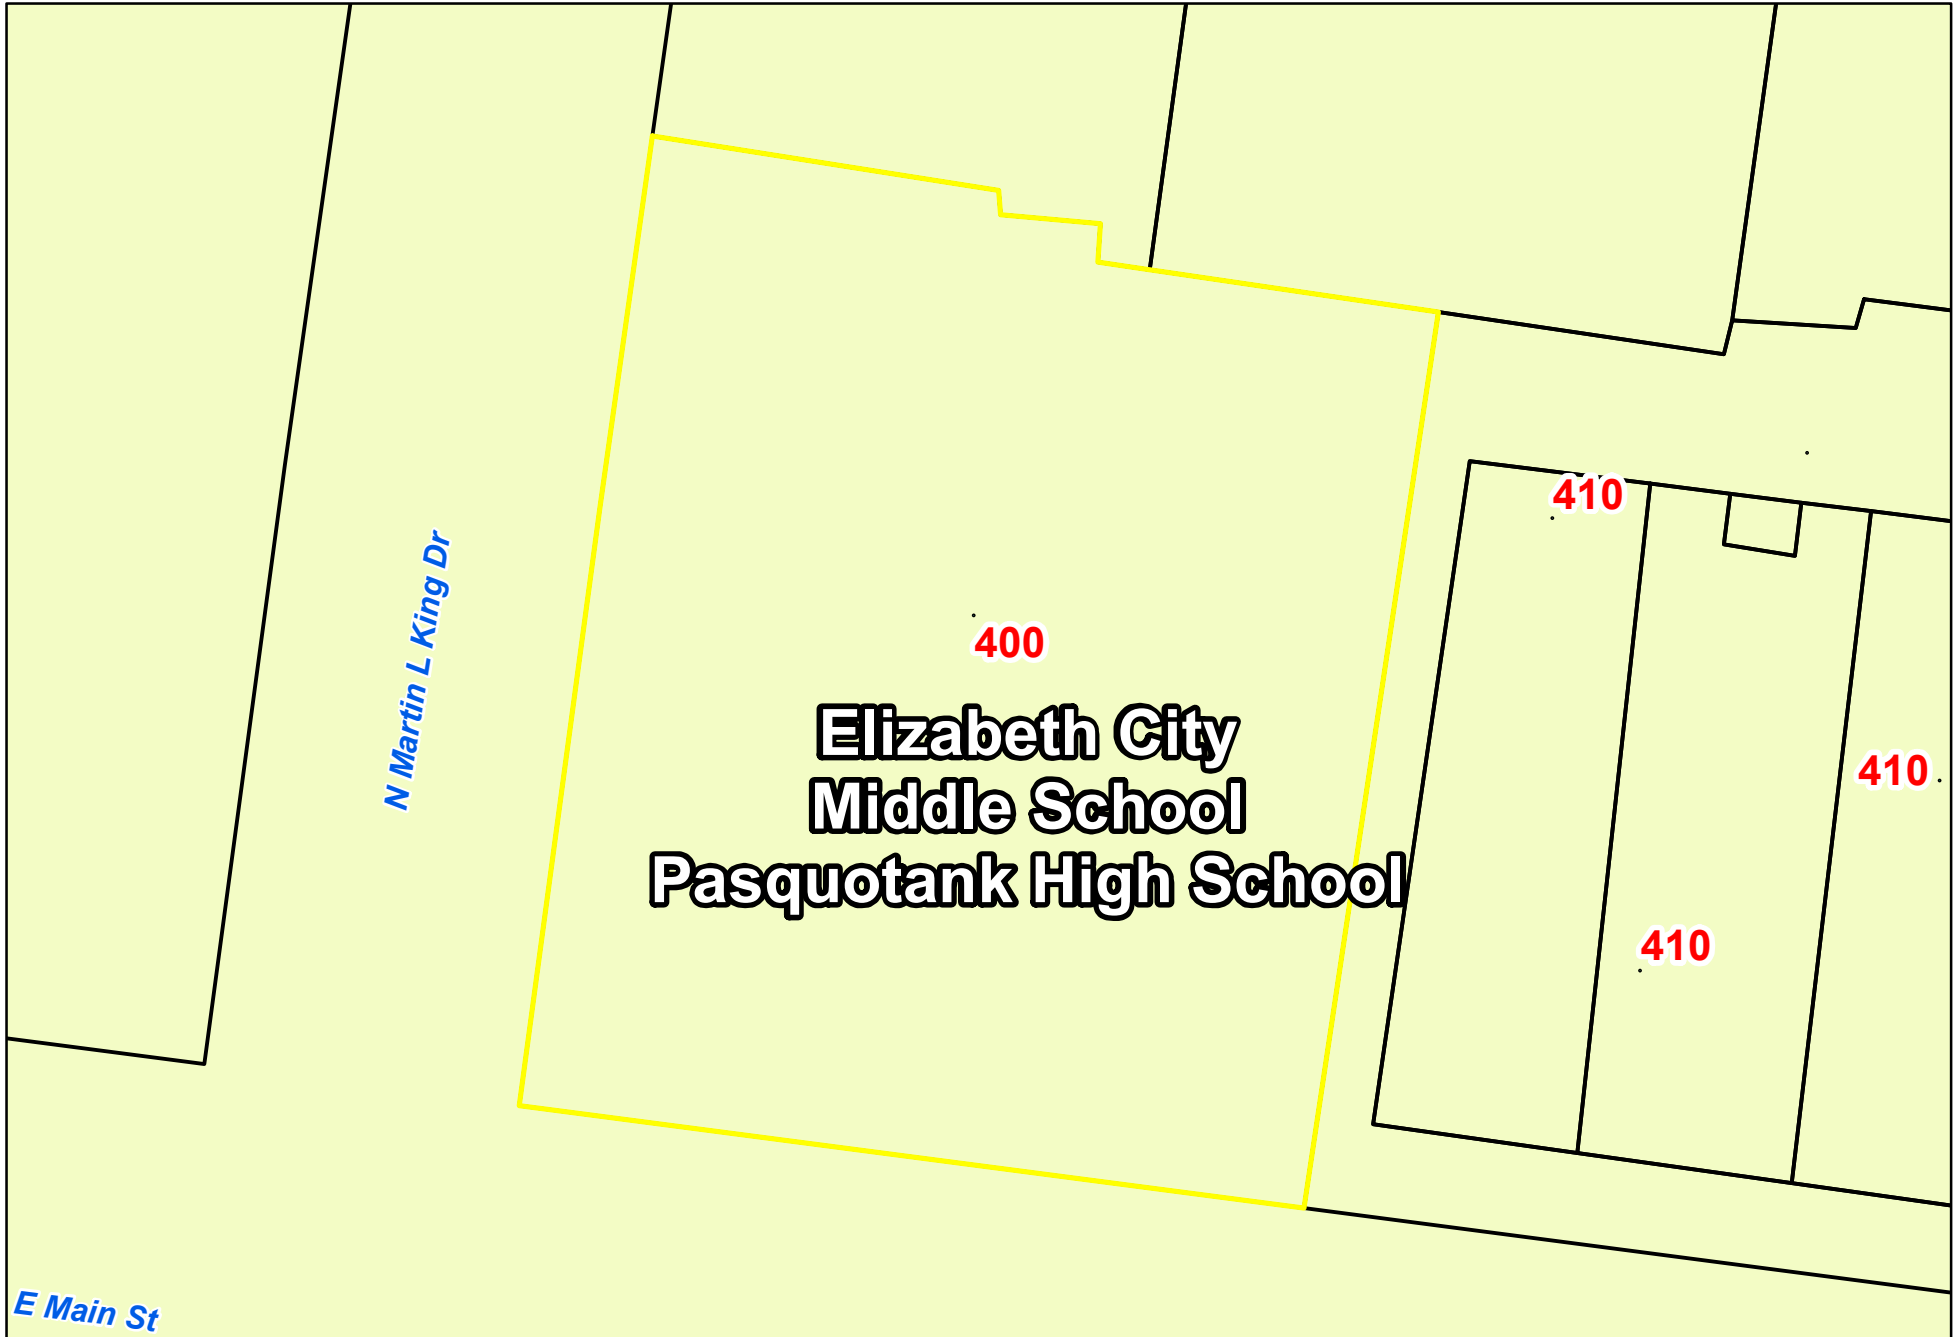 410
N Martin L King Dr
400
Elizabeth City
Middle School
Pasquotank High School
410
410
E Main St